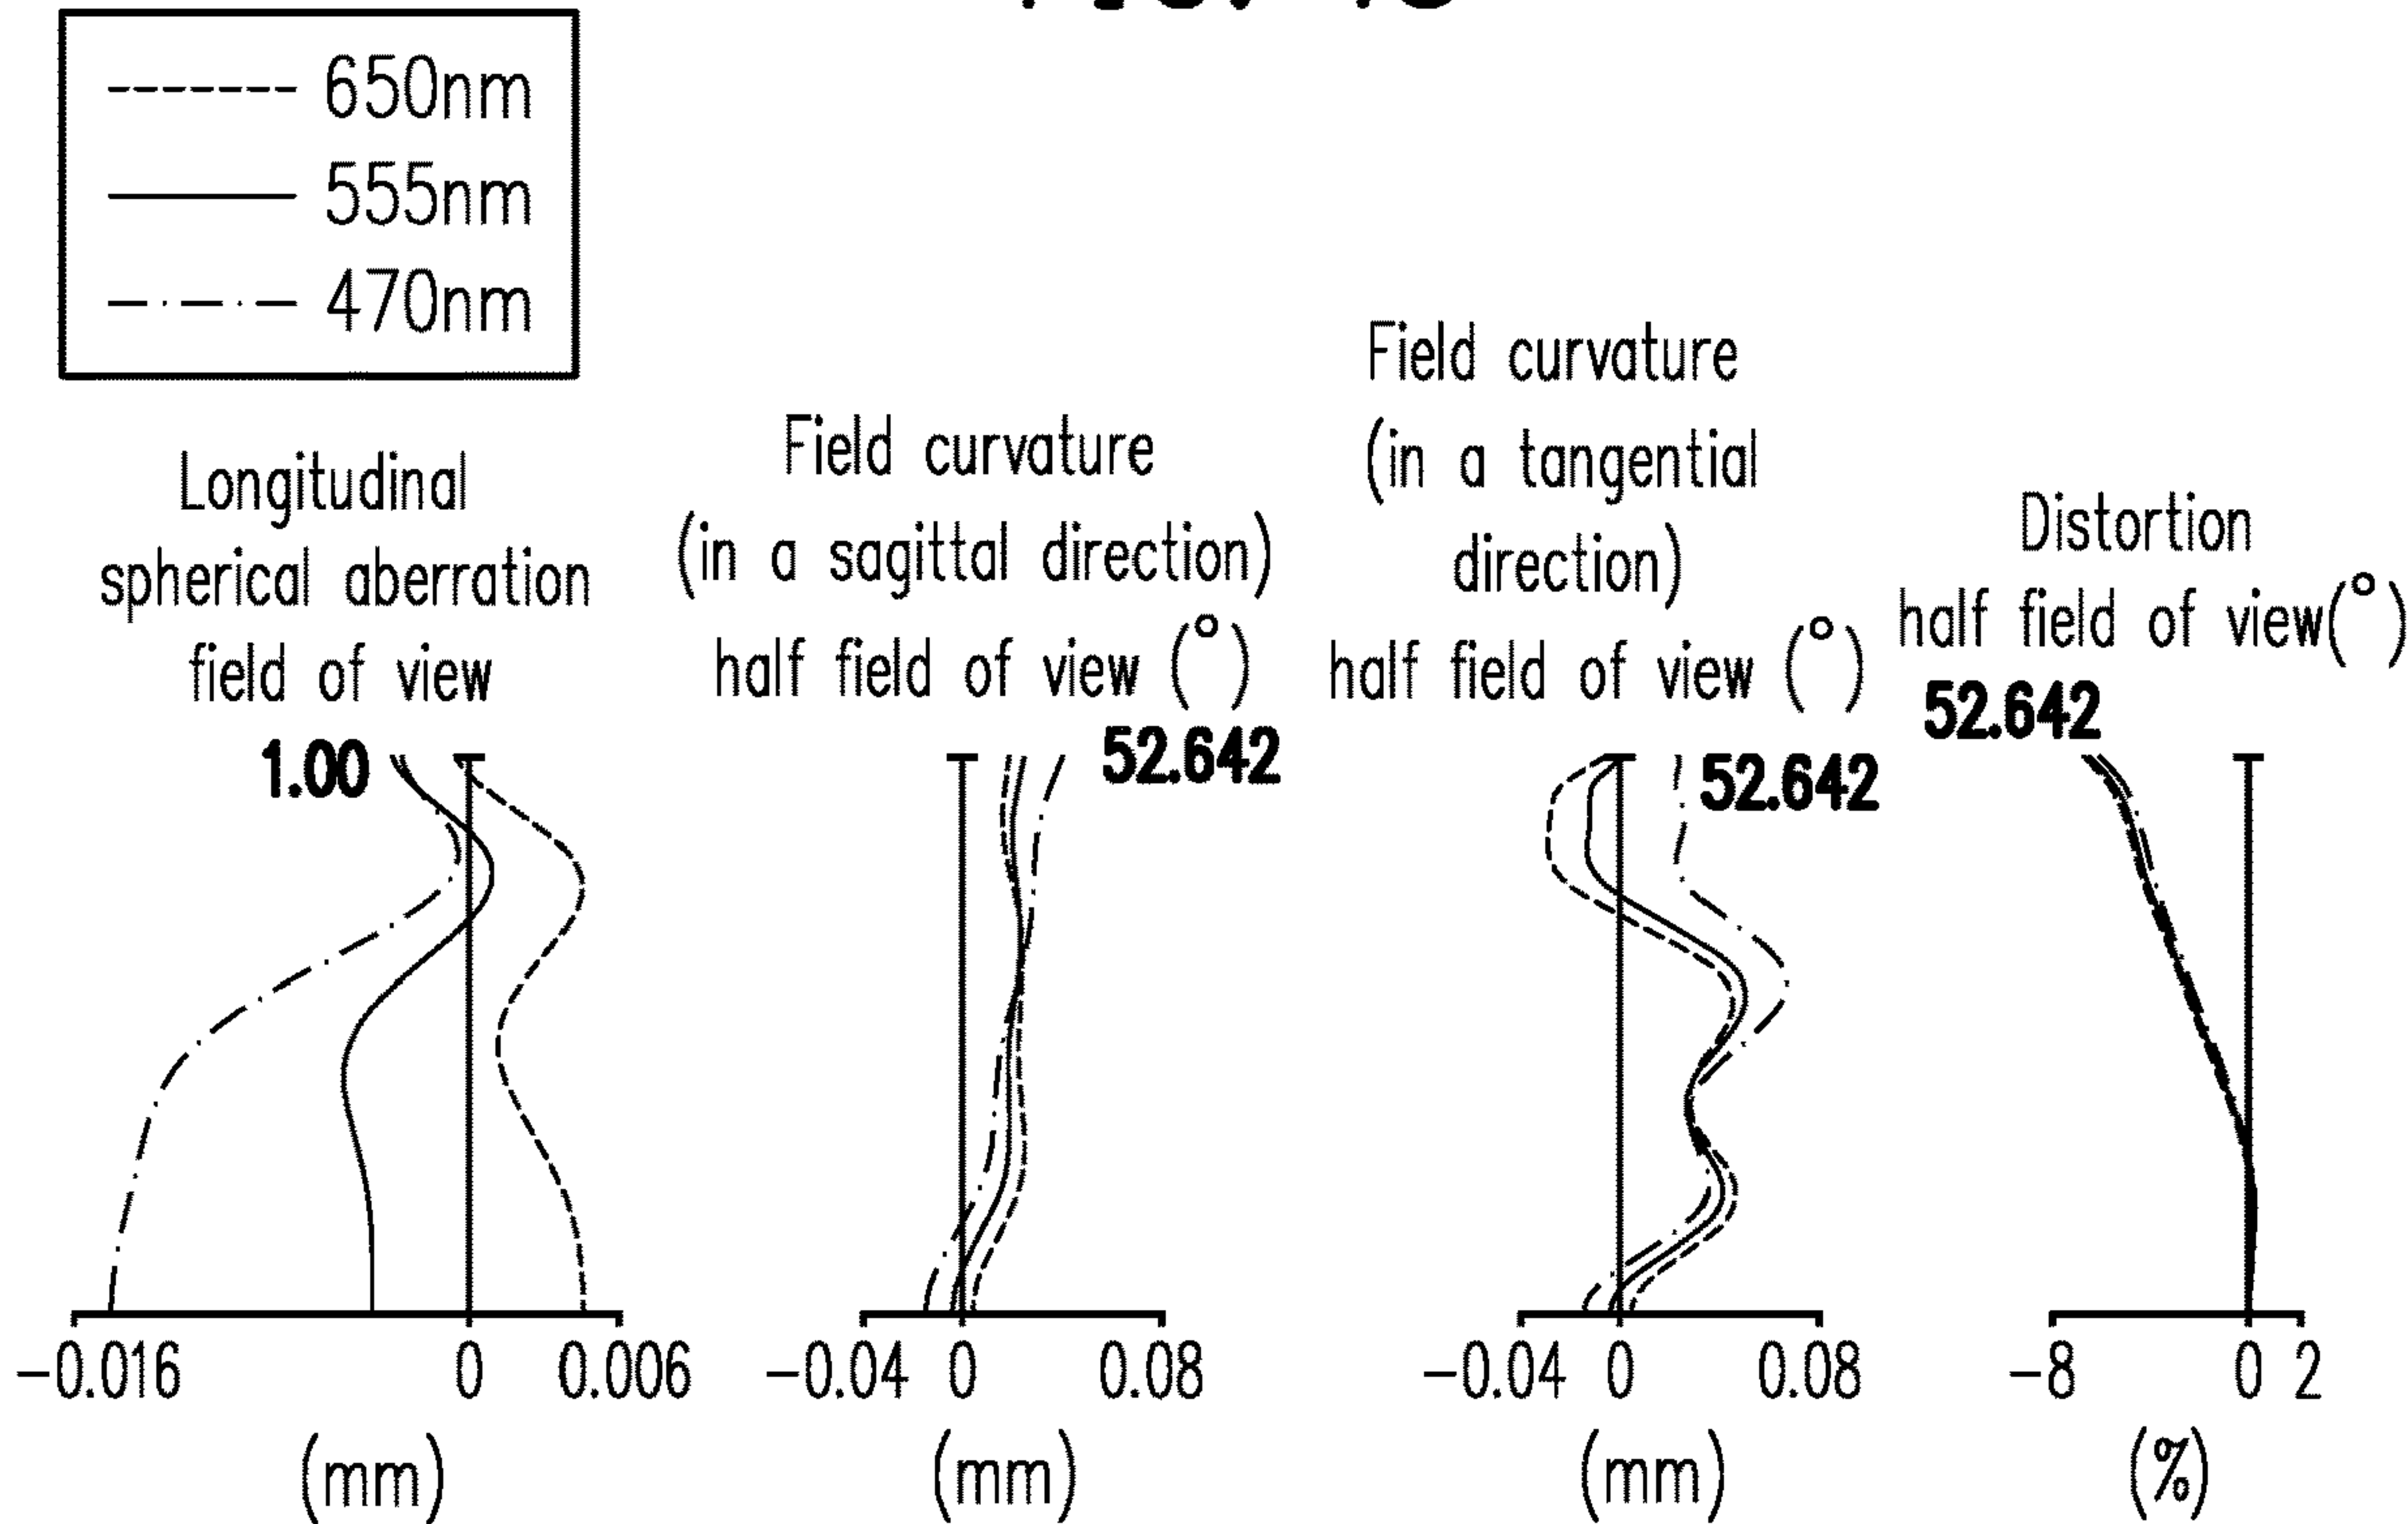 650nm
555nm
470nm
Longitudinal
spherical aberration
field of view
1.00
-0.016 0 0.006
(mm)
Field curvature
(in a sagittal direction)
half field of view (°)
52.642
-0.04 0 0.08
(mm)
Field curvature
(in a tangential
direction)
half field of view (°)
52.642
-0.04 0 0.08
(mm)
Distortion
half field of view(°)
52.642
-8 0 2
(%)